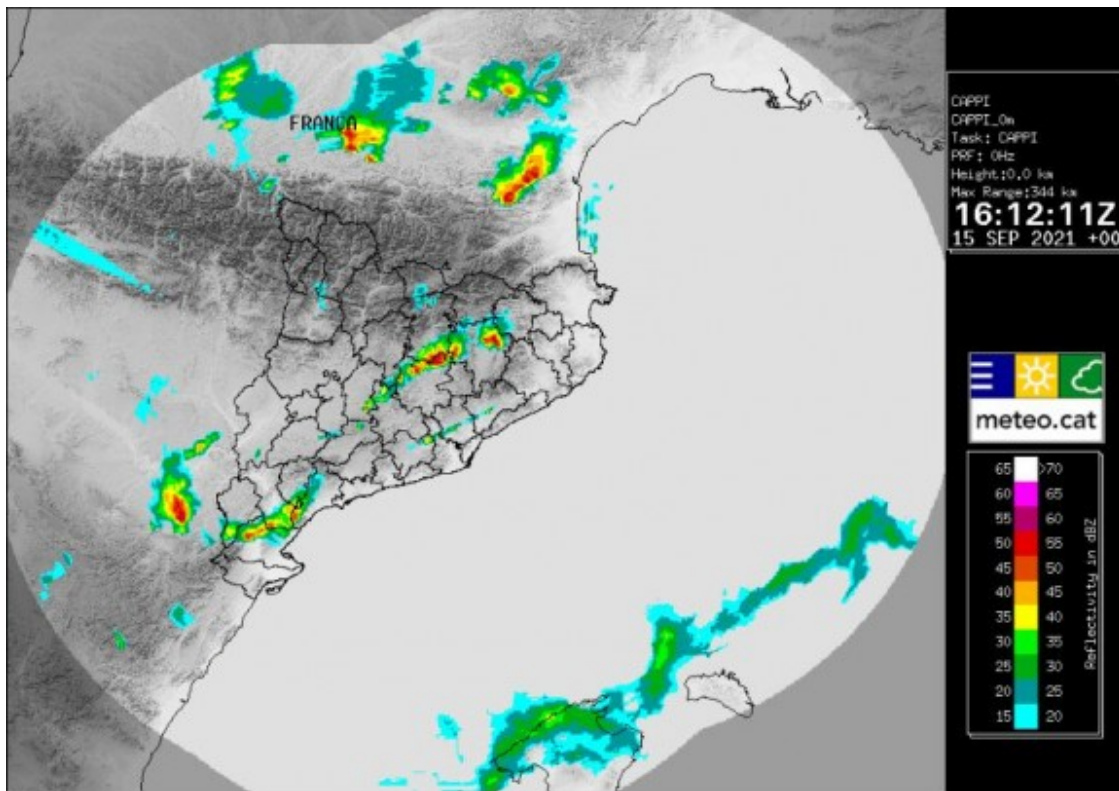 FRANÇA
CAPPI
CAPPI_0m
Task: CAPPI
PRF: 0Hz
Height:0.0 km
Max Range:344 km
16:12:11Z
15 SEP 2021 +00
meteo.cat
65 >70
60 65
55 60
50 55
45 50
40 45
35 40
30 35
25 30
20 25
15 20
Reflectivity in dBZ